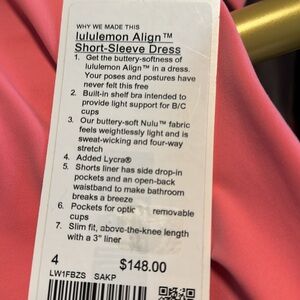 WHY WE MADE THIS
lululemon Align™
Short-Sleeve Dress
1. Get the buttery-softness of
lululemon Align™ in a dress.
Your poses and postures have
never felt this free
2. Built-in shelf bra intended to
provide light support for B/C
cups
3. Our buttery-soft Nulu™ fabric
feels weightlessly light and is
sweat-wicking and four-way
stretch
4. Added Lycra®
5. Shorts liner has side drop-in
pockets and an open-back
waistband to make bathroom
breaks a breeze
6. Pockets for removable
cups
7. Slim fit, above-the-knee length
with a 3" liner
4 $148.00
LW1FBZS SAKP